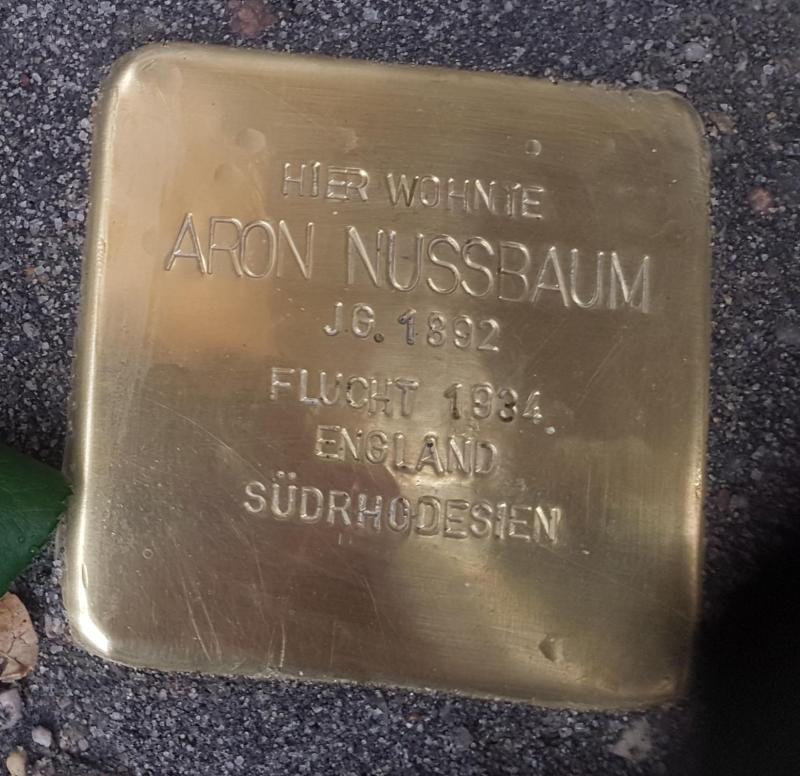 HIER WOHNTE
ARON NUSSBAUM
JG. 1892
FLUCHT 1934
ENGLAND
SÜDRHODESIEN